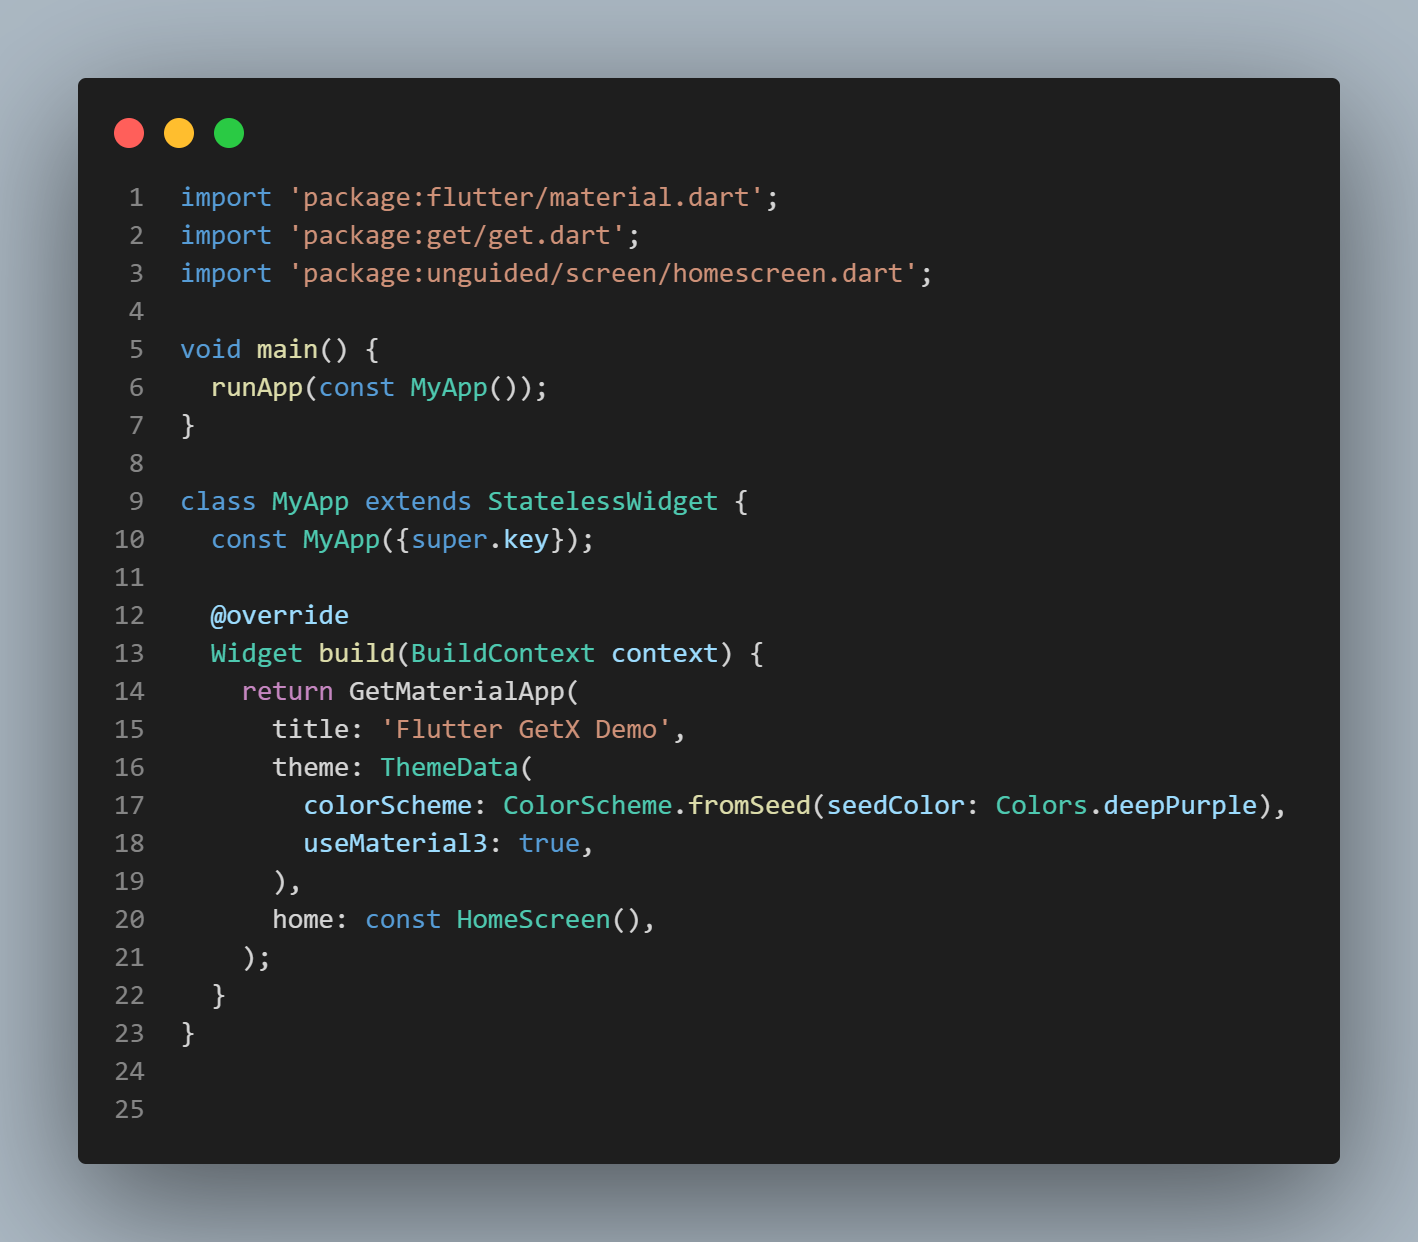 1 import 'package:flutter/material.dart';
2 import 'package:get/get.dart';
3 import 'package:unguided/screen/homescreen.dart';
4
5 void main() {
6   runApp(const MyApp());
7 }
8
9 class MyApp extends StatelessWidget {
10   const MyApp({super.key});
11
12   @override
13   Widget build(BuildContext context) {
14     return GetMaterialApp(
15       title: 'Flutter GetX Demo',
16       theme: ThemeData(
17         colorScheme: ColorScheme.fromSeed(seedColor: Colors.deepPurple),
18         useMaterial3: true,
19       ),
20       home: const HomeScreen(),
21     );
22   }
23 }
24
25